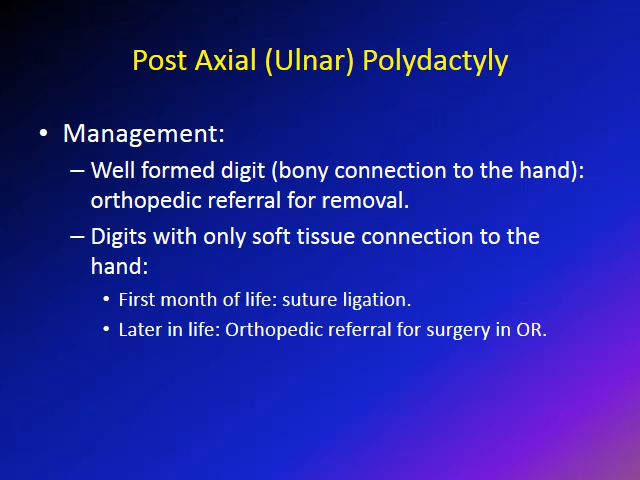 Post Axial (Ulnar) Polydactyly
• Management:
– Well formed digit (bony connection to the hand):
orthopedic referral for removal.
– Digits with only soft tissue connection to the
hand:
• First month of life: suture ligation.
• Later in life: Orthopedic referral for surgery in OR.